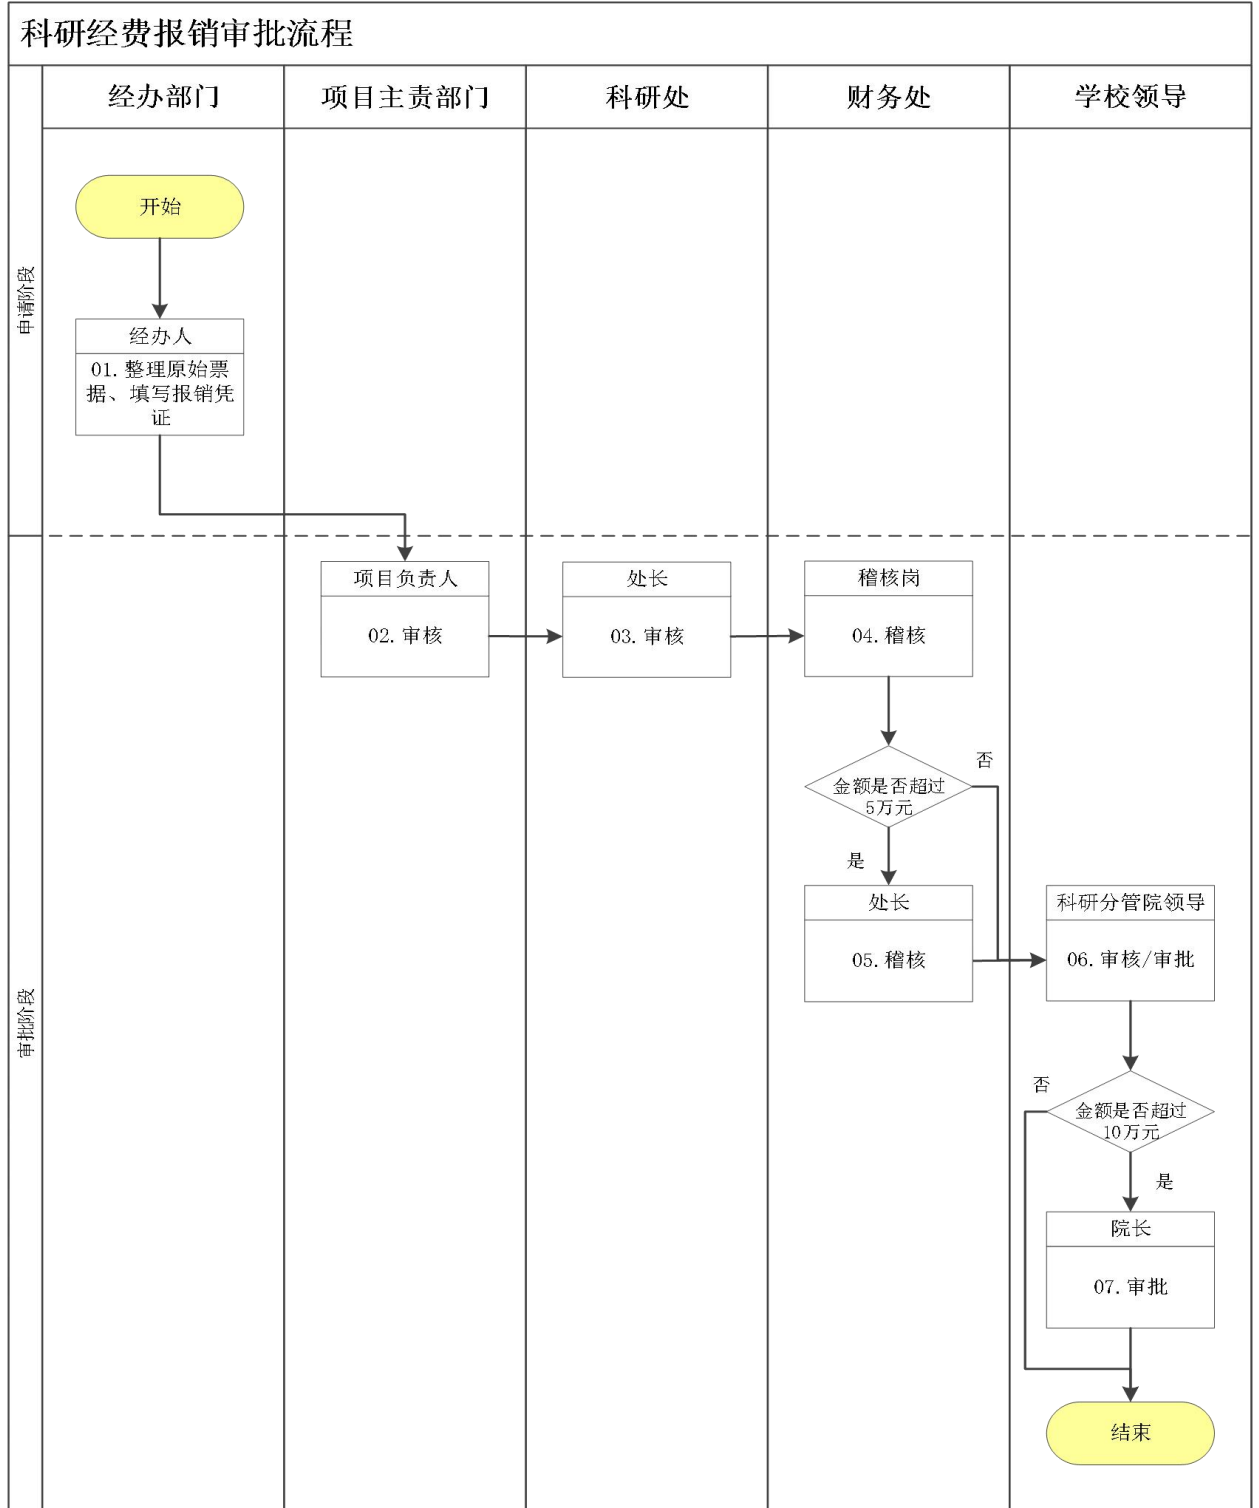 科研经费报销审批流程
经办部门
项目主责部门
科研处
财务处
学校领导
申请阶段
开始
经办人
01.整理原始票
据、填写报销凭
证
审批阶段
项目负责人
02.审核
处长
03.审核
稽核岗
04.稽核
金额是否超过
5万元
否
是
处长
05.稽核
科研分管院领导
06.审核/审批
金额是否超过
10万元
否
是
院长
07.审批
结束